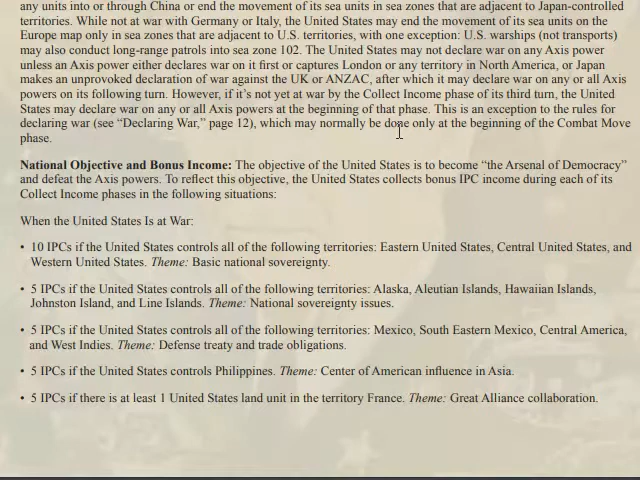 any units into or through China or end the movement of its sea units in sea zones that are adjacent to Japan-controlled
territories. While not at war with Germany or Italy, the United States may end the movement of its sea units on the
Europe map only in sea zones that are adjacent to U.S. territories, with one exception: U.S. warships (not transports)
may also conduct long-range patrols into sea zone 102. The United States may not declare war on any Axis power
unless an Axis power either declares war on it first or captures London or any territory in North America, or Japan
makes an unprovoked declaration of war against the UK or ANZAC, after which it may declare war on any or all Axis
powers on its following turn. However, if it's not yet at war by the Collect Income phase of its third turn, the United
States may declare war on any or all Axis powers at the beginning of that phase. This is an exception to the rules for
declaring war (see “Declaring War,” page 12), which may normally be done only at the beginning of the Combat Move
phase.
National Objective and Bonus Income: The objective of the United States is to become “the Arsenal of Democracy”
and defeat the Axis powers. To reflect this objective, the United States collects bonus IPC income during each of its
Collect Income phases in the following situations:
When the United States Is at War:
• 10 IPCs if the United States controls all of the following territories: Eastern United States, Central United States, and
Western United States. Theme: Basic national sovereignty.
• 5 IPCs if the United States controls all of the following territories: Alaska, Aleutian Islands, Hawaiian Islands,
Johnston Island, and Line Islands. Theme: National sovereignty issues.
• 5 IPCs if the United States controls all of the following territories: Mexico, South Eastern Mexico, Central America,
and West Indies. Theme: Defense treaty and trade obligations.
• 5 IPCs if the United States controls Philippines. Theme: Center of American influence in Asia.
• 5 IPCs if there is at least 1 United States land unit in the territory France. Theme: Great Alliance collaboration.